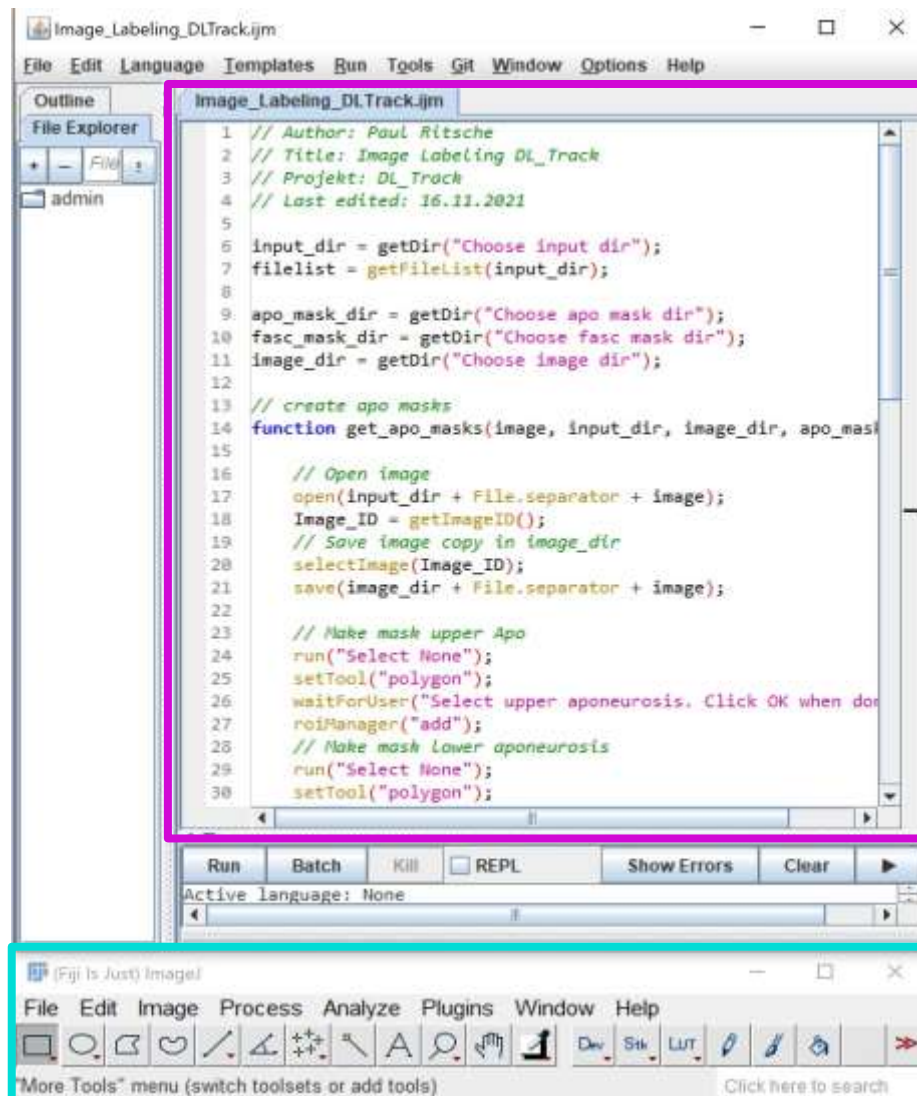 Image_Labeling_DLTrack.ijm
File Edit Language Templates Run Tools Git Window Options Help
Outline
File Explorer
admin
Image_Labeling_DLTrack.ijm
1 // Author: Paul Ritsche
2 // Title: Image Labeling DL_Track
3 // Projekt: DL_Track
4 // Last edited: 16.11.2021
5
6 input_dir = getDir("Choose input dir");
7 filelist = getFileList(input_dir);
8
9 apo_mask_dir = getDir("Choose apo mask dir");
10 fasc_mask_dir = getDir("Choose fasc mask dir");
11 image_dir = getDir("Choose image dir");
12
13 // create apo masks
14 function get_apo_masks(image, input_dir, image_dir, apo_mask
15
16 // Open image
17 open(input_dir + File.separator + image);
18 Image_ID = getImageID();
19 // Save image copy in image_dir
20 selectImage(Image_ID);
21 save(image_dir + File.separator + image);
22
23 // Make mask upper Apo
24 run("Select None");
25 setTool("polygon");
26 waitForUser("Select upper aponeurosis. Click OK when don
27 roiManager("add");
28 // Make mask lower aponeurosis
29 run("Select None");
30 setTool("polygon");
Run Batch Kill REPL Show Errors Clear
Active language: None
(Fiji Is Just) ImageJ
File Edit Image Process Analyze Plugins Window Help
A Dev Stk LUT
"More Tools" menu (switch toolsets or add tools) Click here to search